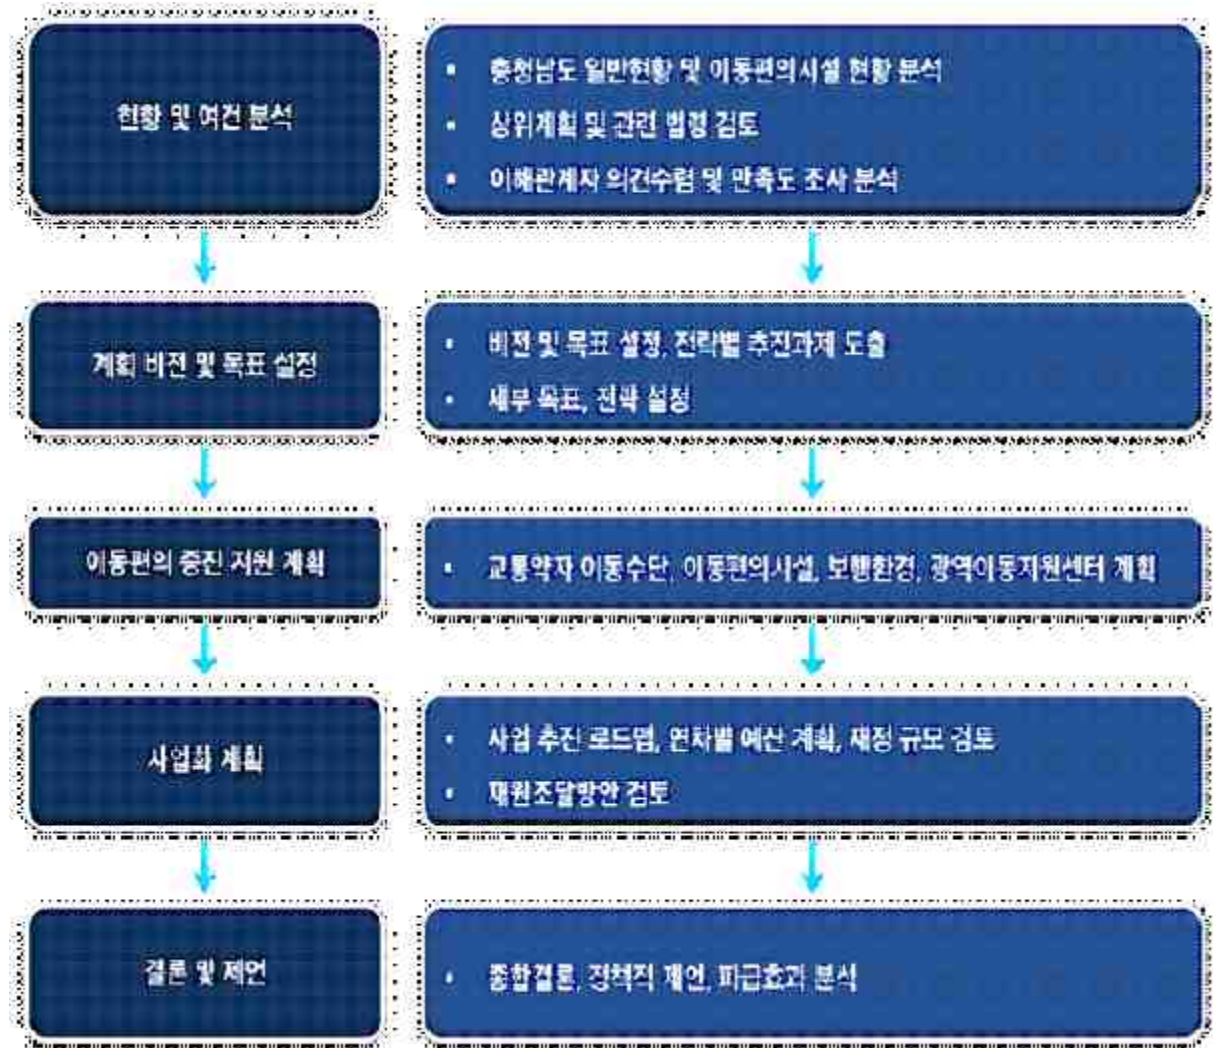 현황 및 여건 분석
• 충청남도 일반현황 및 이동편의시설 현황 분석
• 상위계획 및 관련 법령 검토
• 이해관계자 의견수렴 및 만족도 조사 분석
계획 비전 및 목표 설정
• 비전 및 목표 설정, 전략별 추진과제 도출
• 세부 목표, 전략 설정
이동편의 증진 지원 계획
• 교통약자 이동수단, 이동편의시설, 보행환경, 광역이동지원센터 계획
사업화 계획
• 사업 추진 로드맵, 연차별 예산 계획, 재정 규모 검토
• 재원조달방안 검토
결론 및 제언
• 종합결론, 정책적 제언, 파급효과 분석